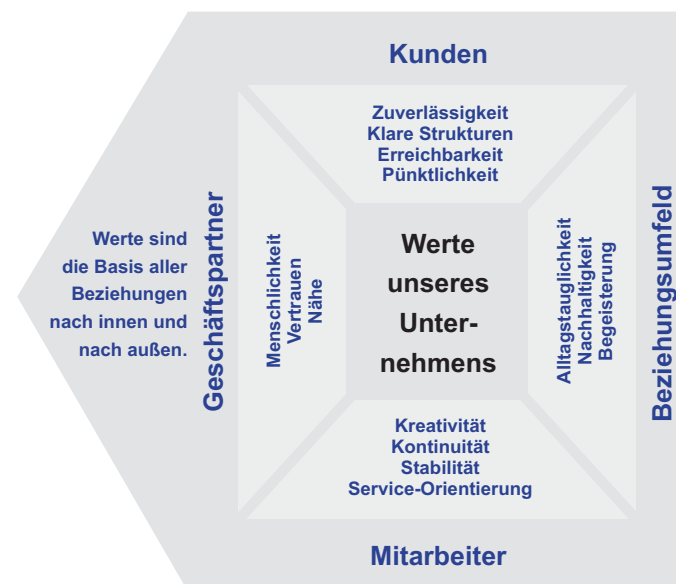 Kunden
Zuverlässigkeit
Klare Strukturen
Erreichbarkeit
Pünktlichkeit
Werte sind
die Basis aller
Beziehungen
nach innen und
nach außen.
Geschäftspartner
Menschlichkeit
Vertrauen
Nähe
Werte
unseres
Unter-
nehmens
Alltagstauglichkeit
Nachhaltigkeit
Begeisterung
Beziehungsumfeld
Kreativität
Kontinuität
Stabilität
Service-Orientierung
Mitarbeiter